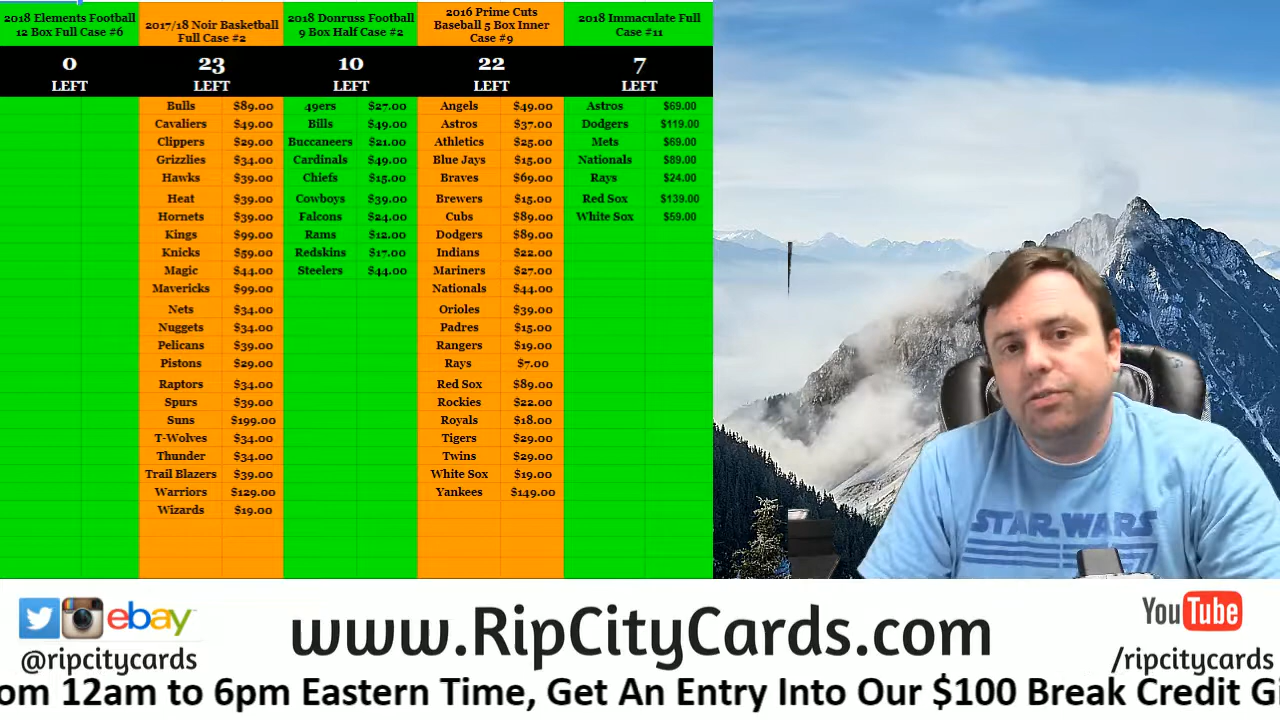 2018 Elements Football
12 Box Full Case #6
0
LEFT
2017/18 Noir Basketball
Full Case #2
23
LEFT
Bulls $89.00
Cavaliers $49.00
Clippers $29.00
Grizzlies $34.00
Hawks $39.00
Heat $39.00
Hornets $39.00
Kings $99.00
Knicks $59.00
Magic $44.00
Mavericks $99.00
Nets $34.00
Nuggets $34.00
Pelicans $39.00
Pistons $29.00
Raptors $34.00
Spurs $39.00
Suns $199.00
T-Wolves $34.00
Thunder $34.00
Trail Blazers $39.00
Warriors $129.00
Wizards $19.00
2018 Donruss Football
9 Box Half Case #2
10
LEFT
49ers $27.00
Bills $49.00
Buccaneers $21.00
Cardinals $49.00
Chiefs $15.00
Cowboys $39.00
Falcons $24.00
Rams $12.00
Redskins $17.00
Steelers $44.00
2016 Prime Cuts
Baseball 5 Box Inner
Case #9
22
LEFT
Angels $49.00
Astros $37.00
Athletics $25.00
Blue Jays $15.00
Braves $69.00
Brewers $15.00
Cubs $89.00
Dodgers $89.00
Indians $22.00
Mariners $27.00
Nationals $44.00
Orioles $39.00
Padres $15.00
Rangers $19.00
Rays $7.00
Red Sox $89.00
Rockies $22.00
Royals $18.00
Tigers $29.00
Twins $29.00
White Sox $19.00
Yankees $149.00
2018 Immaculate Full
Case #11
7
LEFT
Astros $69.00
Dodgers $119.00
Mets $69.00
Nationals $89.00
Rays $24.00
Red Sox $139.00
White Sox $59.00
STAR WARS
ebay
@ripcitycards
www.RipCityCards.com
YouTube
/ripcitycards
om 12am to 6pm Eastern Time, Get An Entry Into Our $100 Break Credit Gi